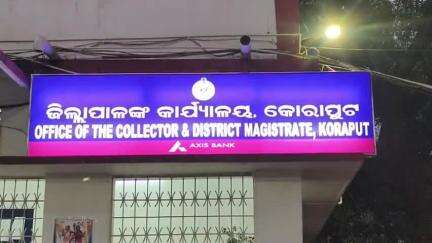 ଜିଲ୍ଲାପାଳଙ୍କ କାର୍ଯ୍ୟାଳୟ, କୋରାପୁଟ
OFFICE OF THE COLLECTOR & DISTRICT MAGISTRATE, KORAPUT
AXIS BANK